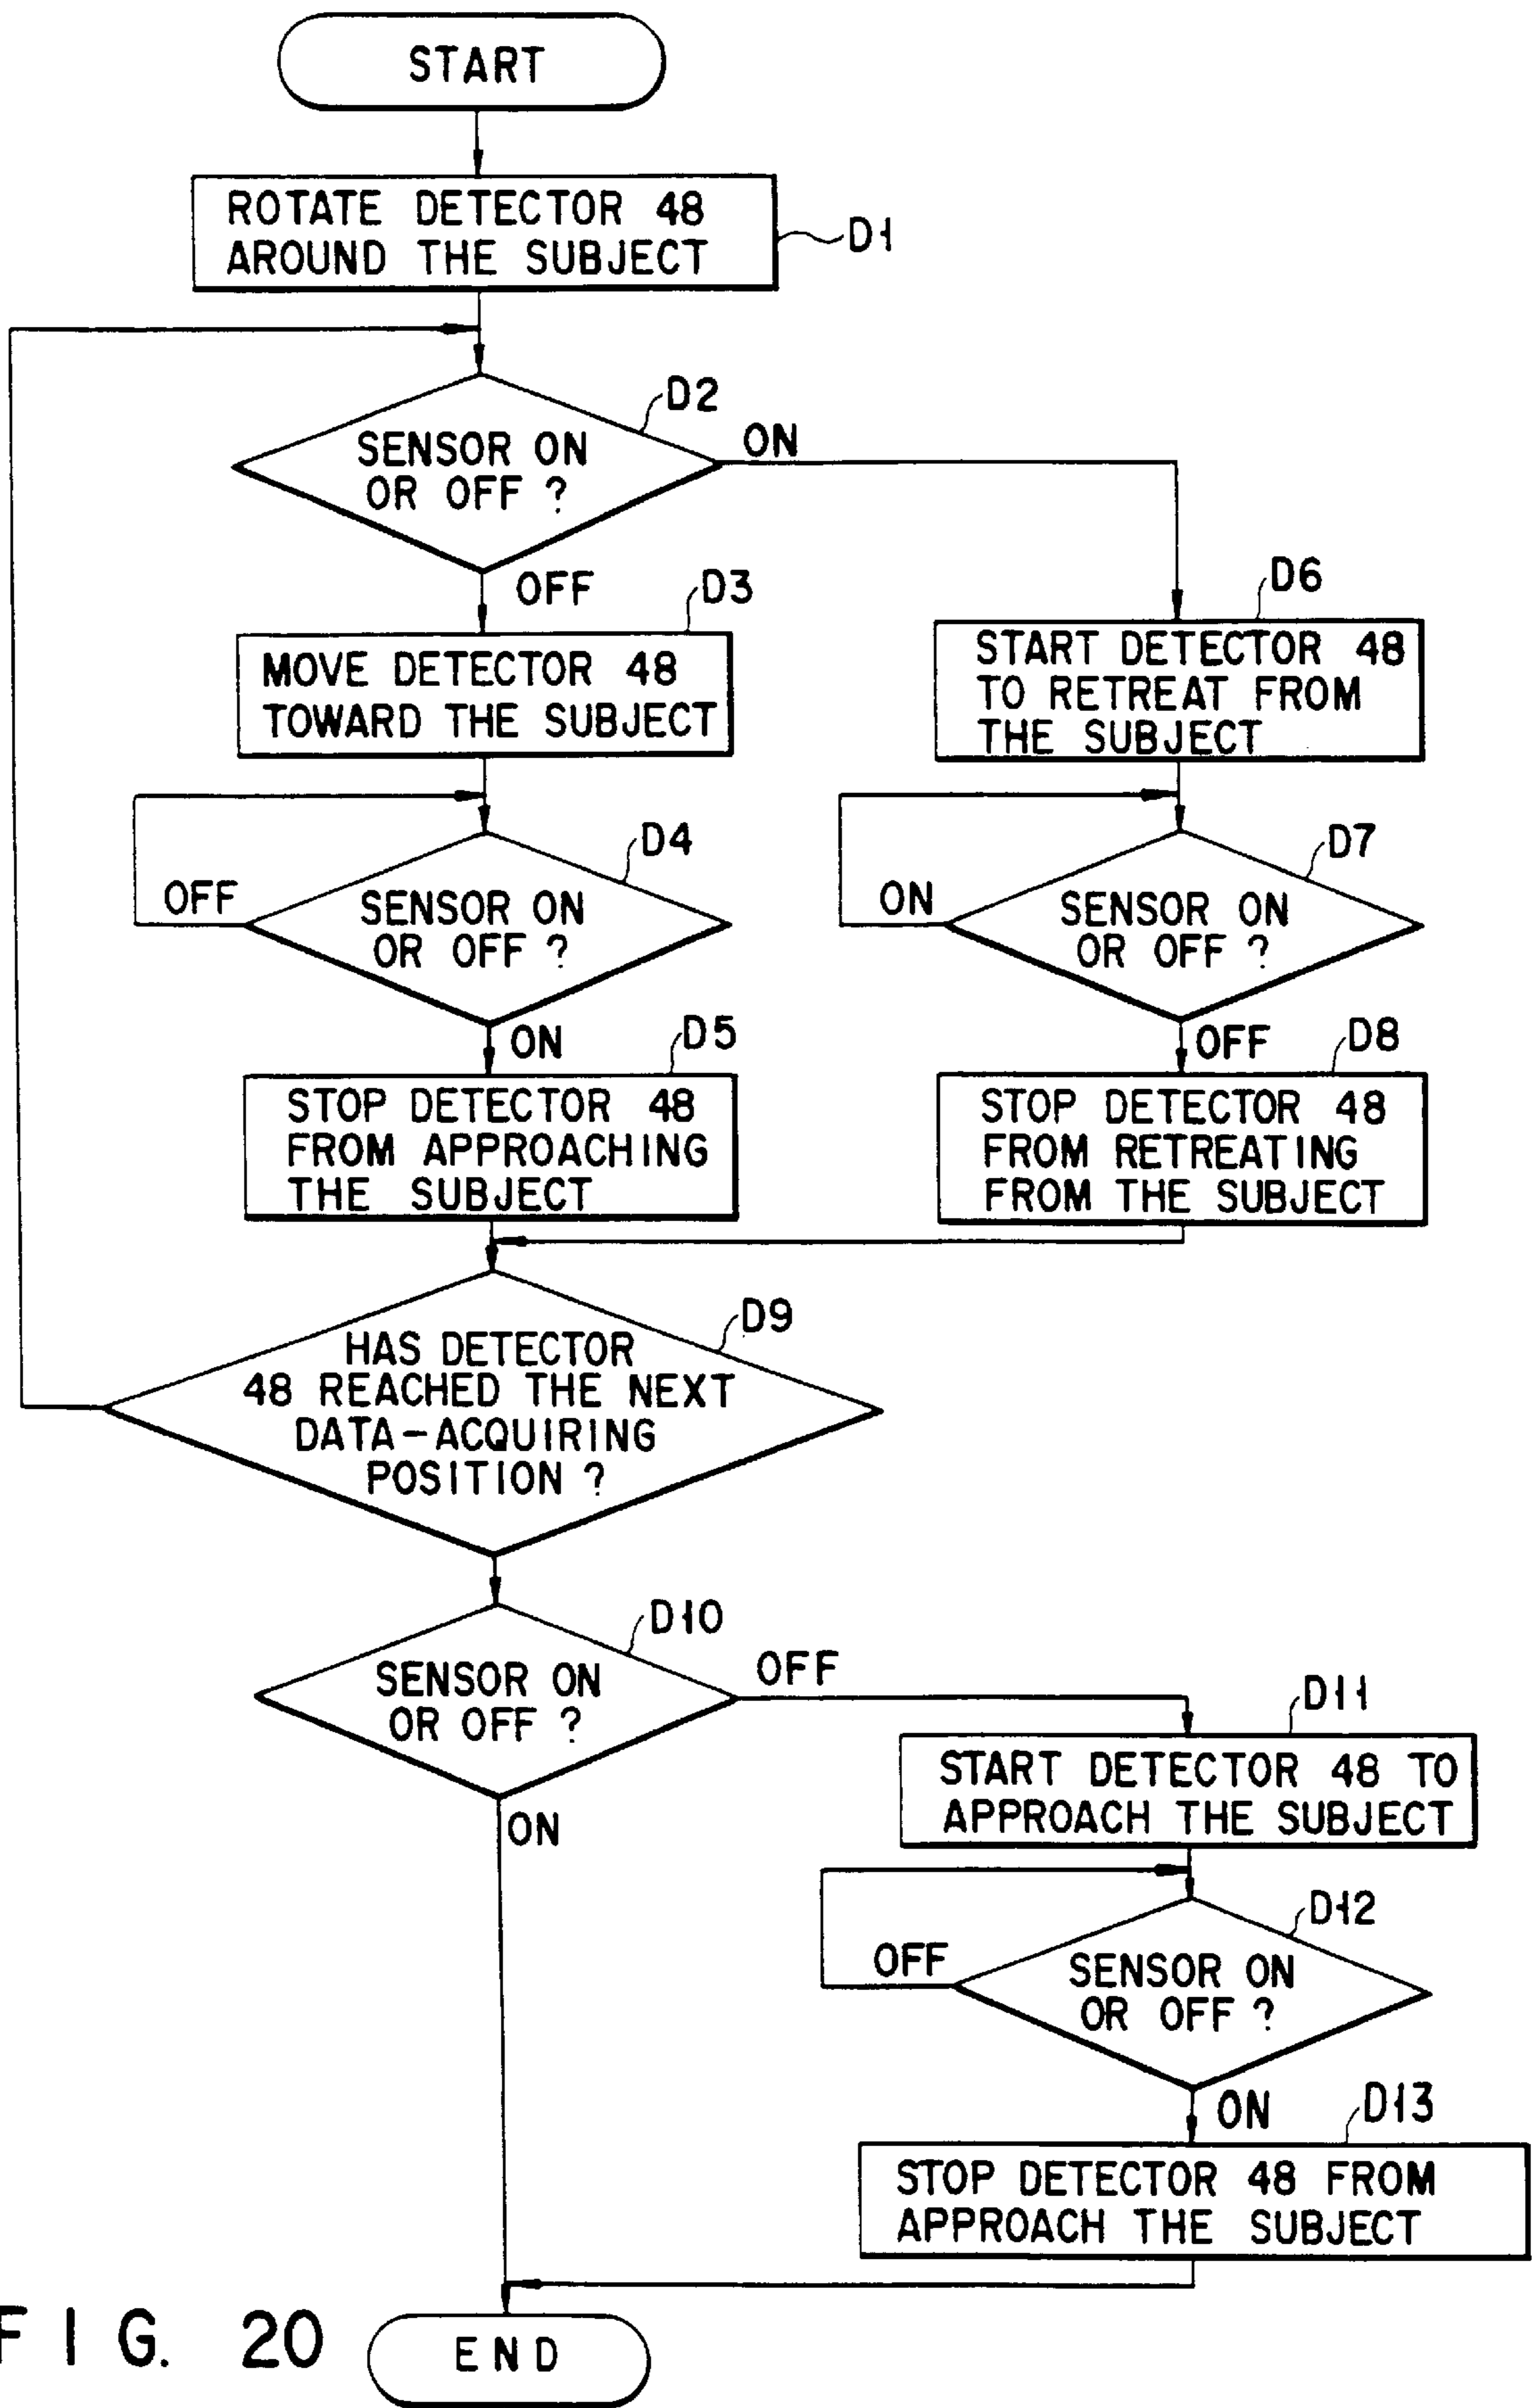 START
ROTATE DETECTOR 48
AROUND THE SUBJECT
D1
D2
SENSOR ON
OR OFF ?
ON
OFF
D3
MOVE DETECTOR 48
TOWARD THE SUBJECT
D6
START DETECTOR 48
TO RETREAT FROM
THE SUBJECT
D4
OFF
SENSOR ON
OR OFF ?
ON
D7
ON
SENSOR ON
OR OFF ?
OFF
D5
STOP DETECTOR 48
FROM APPROACHING
THE SUBJECT
D8
STOP DETECTOR 48
FROM RETREATING
FROM THE SUBJECT
D9
HAS DETECTOR
48 REACHED THE NEXT
DATA-ACQUIRING
POSITION ?
D10
SENSOR ON
OR OFF ?
OFF
ON
D11
START DETECTOR 48 TO
APPROACH THE SUBJECT
D12
OFF
SENSOR ON
OR OFF ?
ON
D13
STOP DETECTOR 48 FROM
APPROACH THE SUBJECT
END
FIG. 20